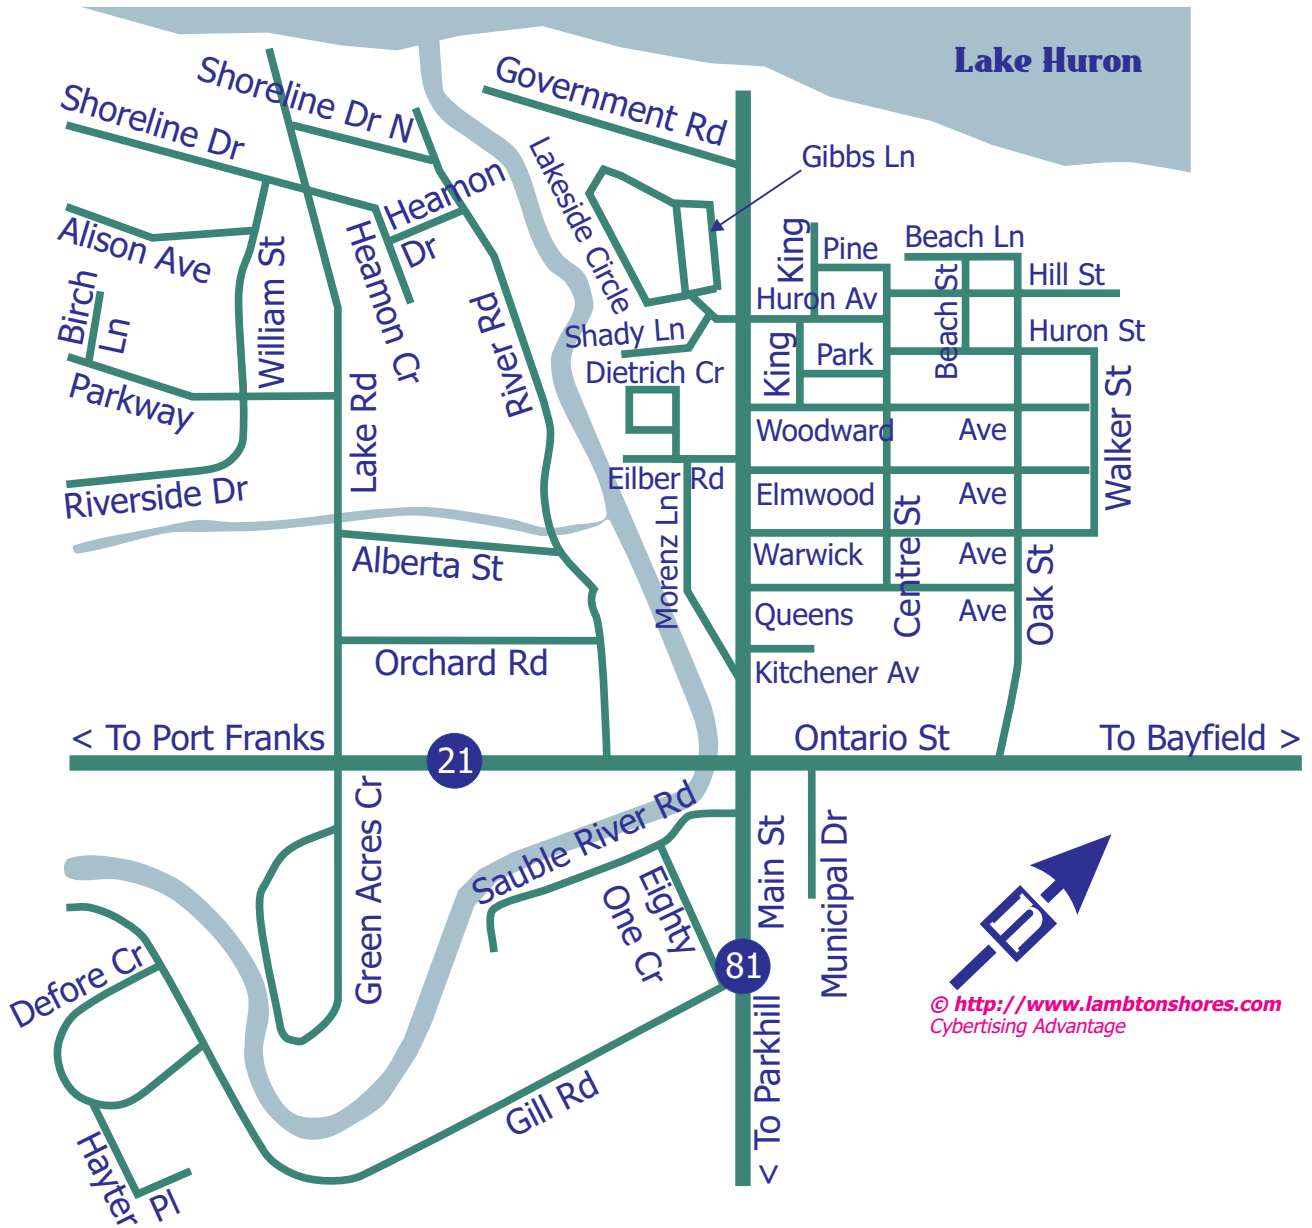 Lake Huron
Shoreline Dr N
Government Rd
Shoreline Dr
Gibbs Ln
Lakeside Circle
Heamon
Dr
Alison Ave
William St
Heamon Cr
King
Pine
Beach Ln
Hill St
Birch
Ln
River Rd
Huron Av
Beach St
Huron St
Shady Ln
King
Park
Parkway
Lake Rd
Dietrich Cr
Walker St
Woodward Ave
Riverside Dr
Eilber Rd
Elmwood Ave
Morenz Ln
Centre St
Warwick Ave
Oak St
Alberta St
Queens Ave
Orchard Rd
Kitchener Av
< To Port Franks
21
Ontario St
To Bayfield >
Green Acres Cr
Sauble River Rd
Main St
Municipal Dr
Eighty
One Cr
81
Defore Cr
< To Parkhill
Gill Rd
Hayter
Pl
© http://www.lambtonshores.com
Cybertising Advantage